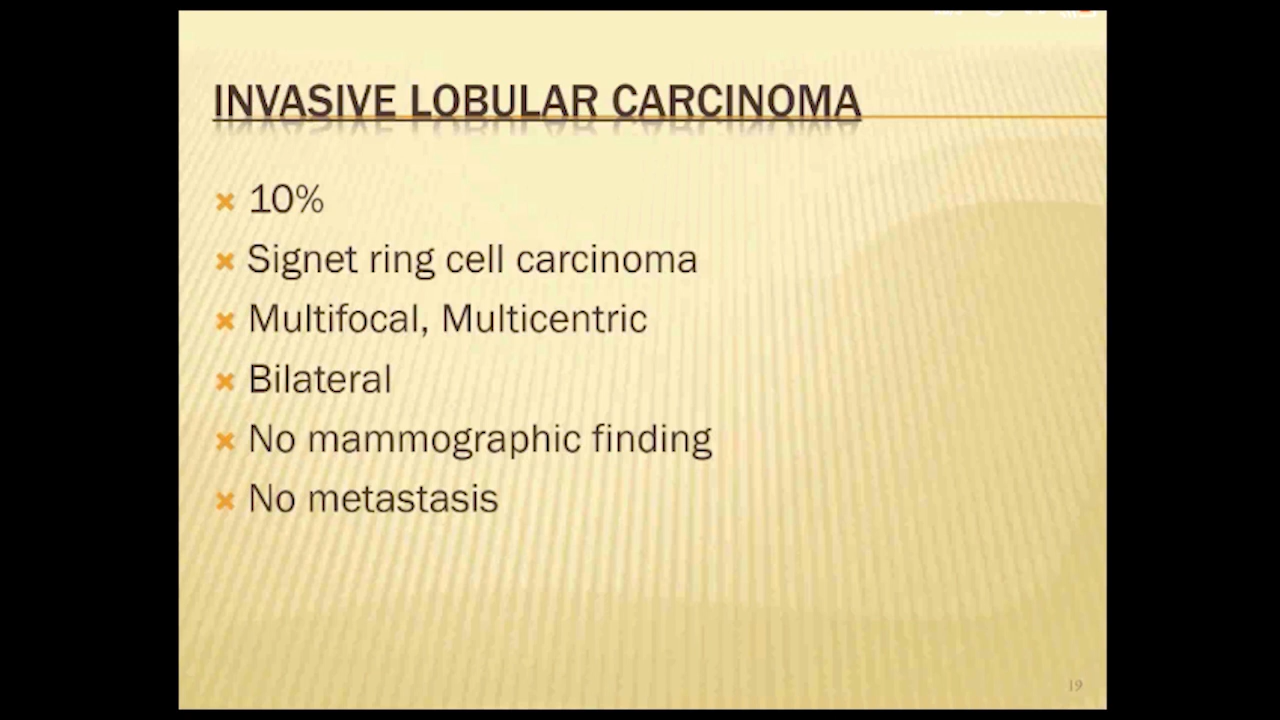 INVASIVE LOBULAR CARCINOMA
10%
Signet ring cell carcinoma
Multifocal, Multicentric
Bilateral
No mammographic finding
No metastasis
19